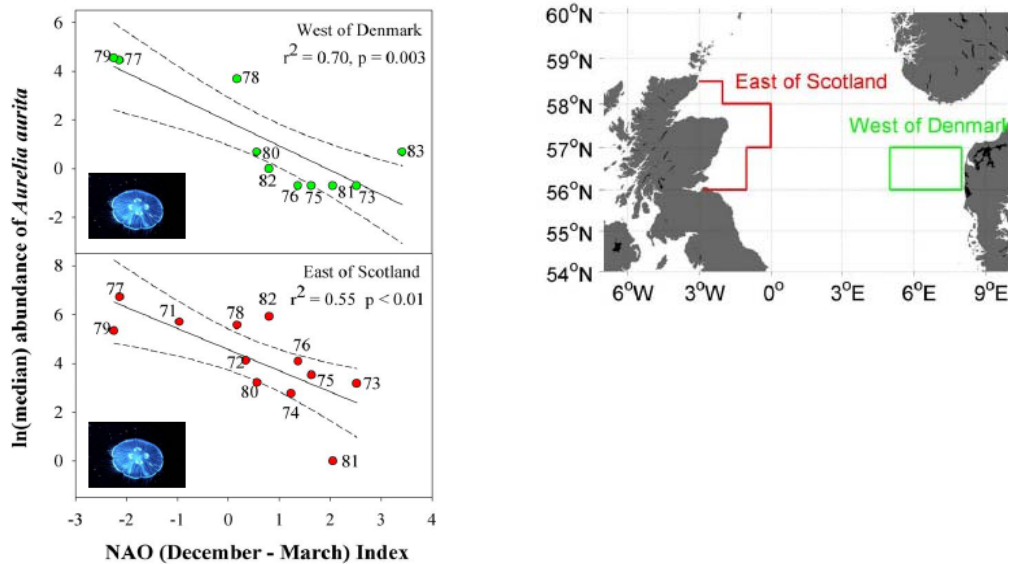 West of Denmark
r² = 0.70, p = 0.003
6
4
2
0
-2
79
77
78
80
82
76
75
81
73
83
ln(median) abundance of Aurelia aurita
East of Scotland
r² = 0.55 p < 0.01
8
6
4
2
0
77
79
71
78
82
72
80
76
75
74
73
81
-3 -2 -1 0 1 2 3 4
NAO (December - March) Index
60°N
59°N
58°N
57°N
56°N
55°N
54°N
East of Scotland
West of Denmark
6°W 3°W 0° 3°E 6°E 9°E